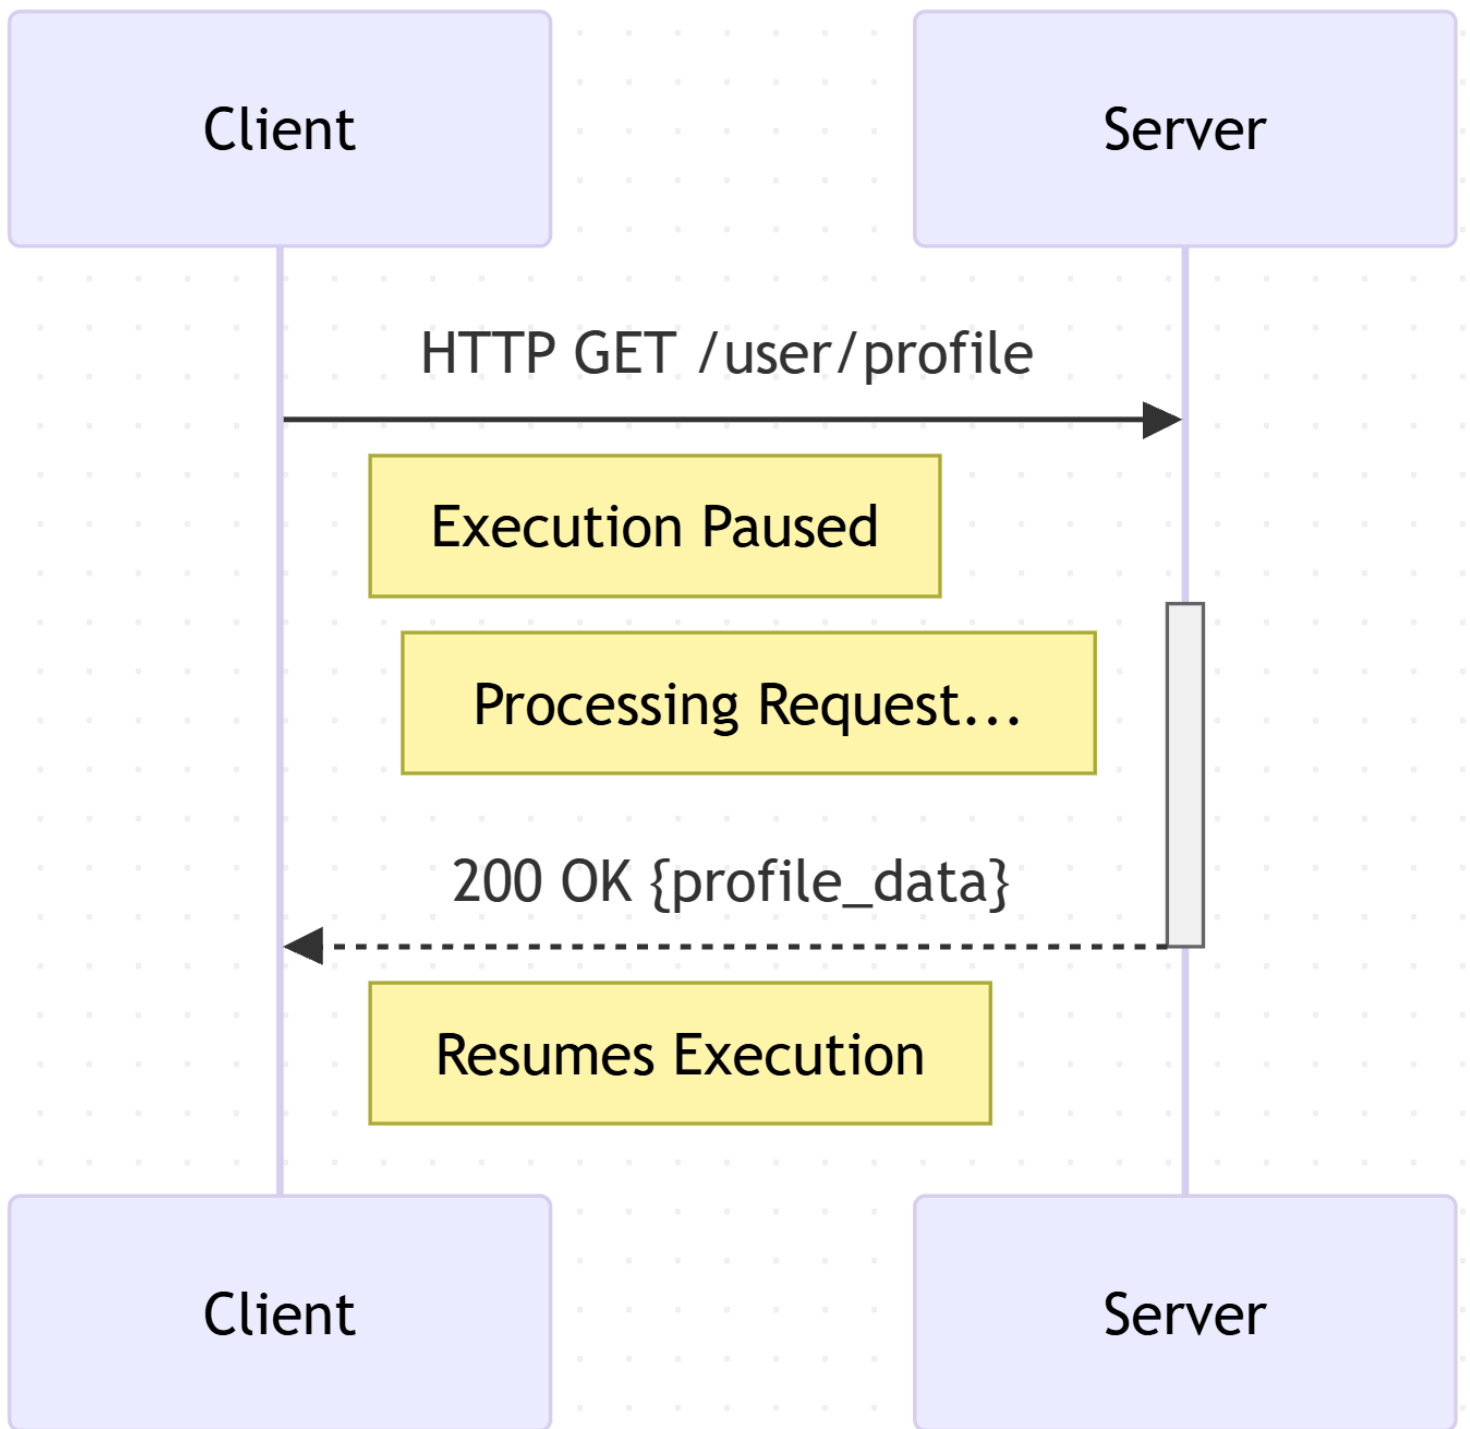 Client
Server
HTTP GET /user/profile
Execution Paused
Processing Request...
200 OK {profile_data}
Resumes Execution
Client
Server